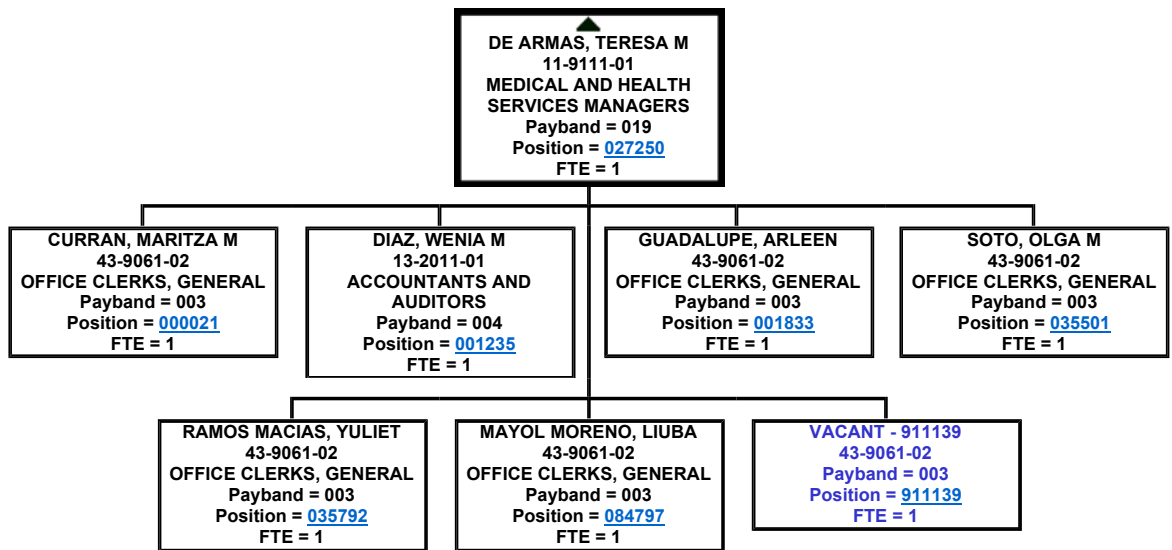 DE ARMAS, TERESA M
11-9111-01
MEDICAL AND HEALTH
SERVICES MANAGERS
Payband = 019
Position = 027250
FTE = 1
CURRAN, MARITZA M
43-9061-02
OFFICE CLERKS, GENERAL
Payband = 003
Position = 000021
FTE = 1
DIAZ, WENIA M
13-2011-01
ACCOUNTANTS AND
AUDITORS
Payband = 004
Position = 001235
FTE = 1
GUADALUPE, ARLEEN
43-9061-02
OFFICE CLERKS, GENERAL
Payband = 003
Position = 001833
FTE = 1
SOTO, OLGA M
43-9061-02
OFFICE CLERKS, GENERAL
Payband = 003
Position = 035501
FTE = 1
RAMOS MACIAS, YULIET
43-9061-02
OFFICE CLERKS, GENERAL
Payband = 003
Position = 035792
FTE = 1
MAYOL MORENO, LIUBA
43-9061-02
OFFICE CLERKS, GENERAL
Payband = 003
Position = 084797
FTE = 1
VACANT - 911139
43-9061-02
Payband = 003
Position = 911139
FTE = 1